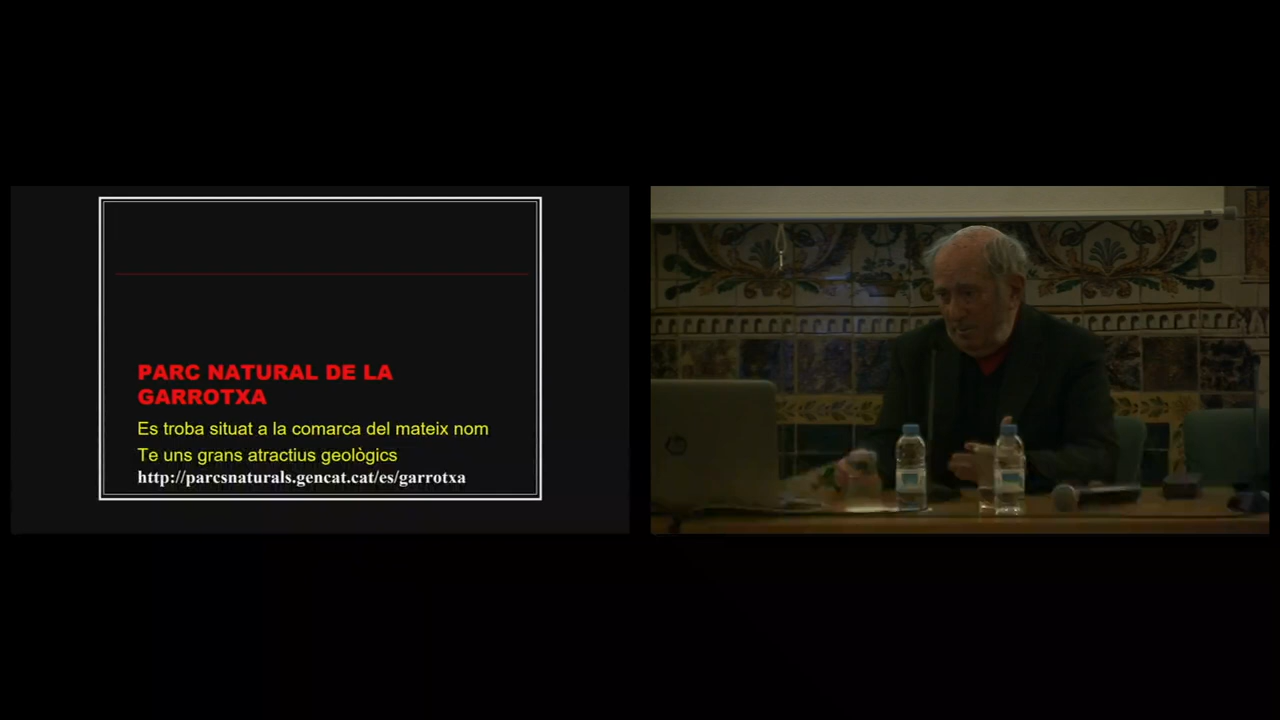 PARC NATURAL DE LA
GARROTXA
Es troba situat a la comarca del mateix nom
Te uns grans atractius geològics
http://parcsnaturals.gencat.cat/es/garrotxa